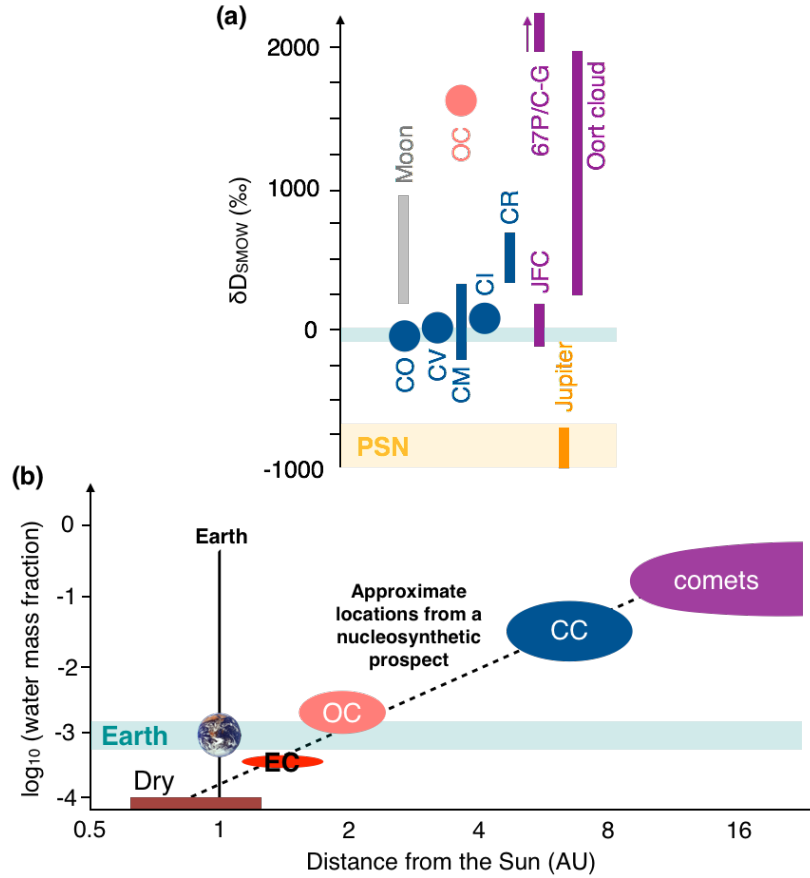 (a)
2000
1000
0
-1000
δD_SMOW (‰)
Moon
OC
67P/C-G
Oort cloud
CR
CI
JFC
CO
CV
CM
Jupiter
PSN
(b)
0
-1
-2
-3
-4
log₁₀ (water mass fraction)
Earth
Approximate
locations from a
nucleosynthetic
prospect
comets
CC
OC
Earth
EC
Dry
0.5 1 2 4 8 16
Distance from the Sun (AU)